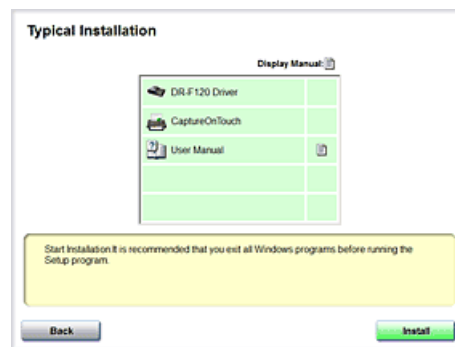 Typical Installation
Display Manual:
DR-F120 Driver
CaptureOnTouch
User Manual
Start Installation.It is recommended that you exit all Windows programs before running the
Setup program.
Back
Install